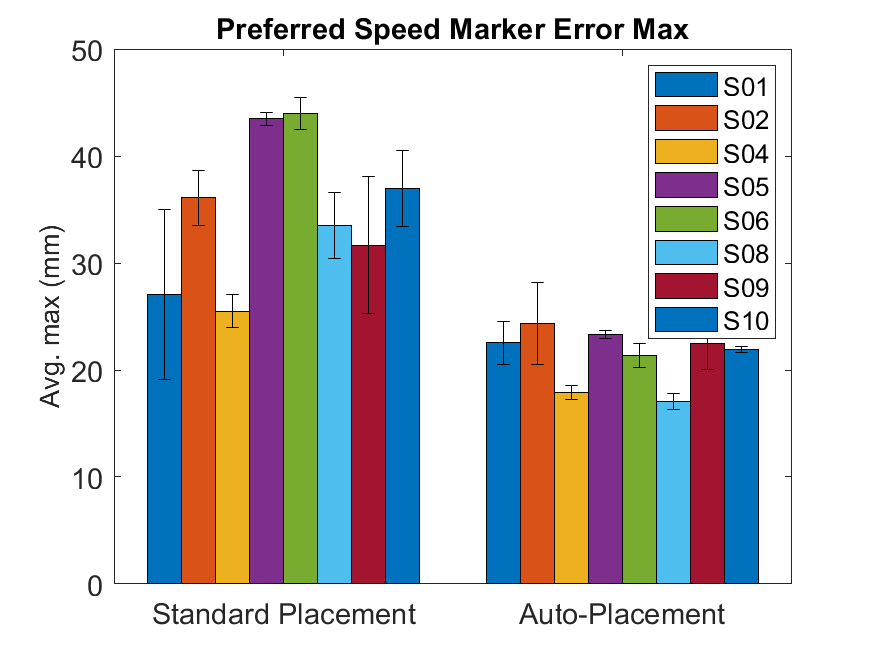 Preferred Speed Marker Error Max
50
40
30
20
10
0
Avg. max (mm)
S01
S02
S04
S05
S06
S08
S09
S10
Standard Placement
Auto-Placement